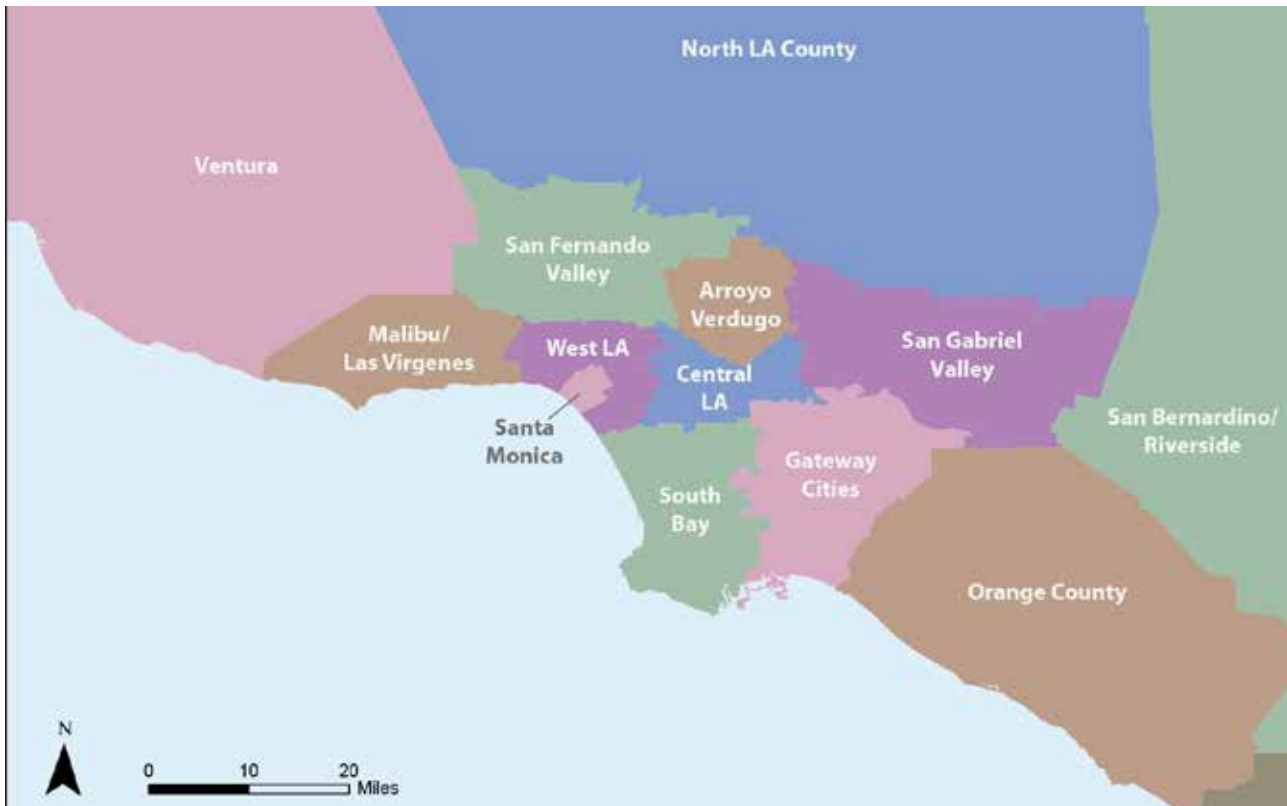 North LA County
Ventura
San Fernando
Valley
Arroyo
Verdugo
Malibu/
Las Virgenes
West LA
San Gabriel
Valley
Central
LA
Santa
Monica
San Bernardino/
Riverside
Gateway
Cities
South
Bay
Orange County
N
0 10 20
Miles